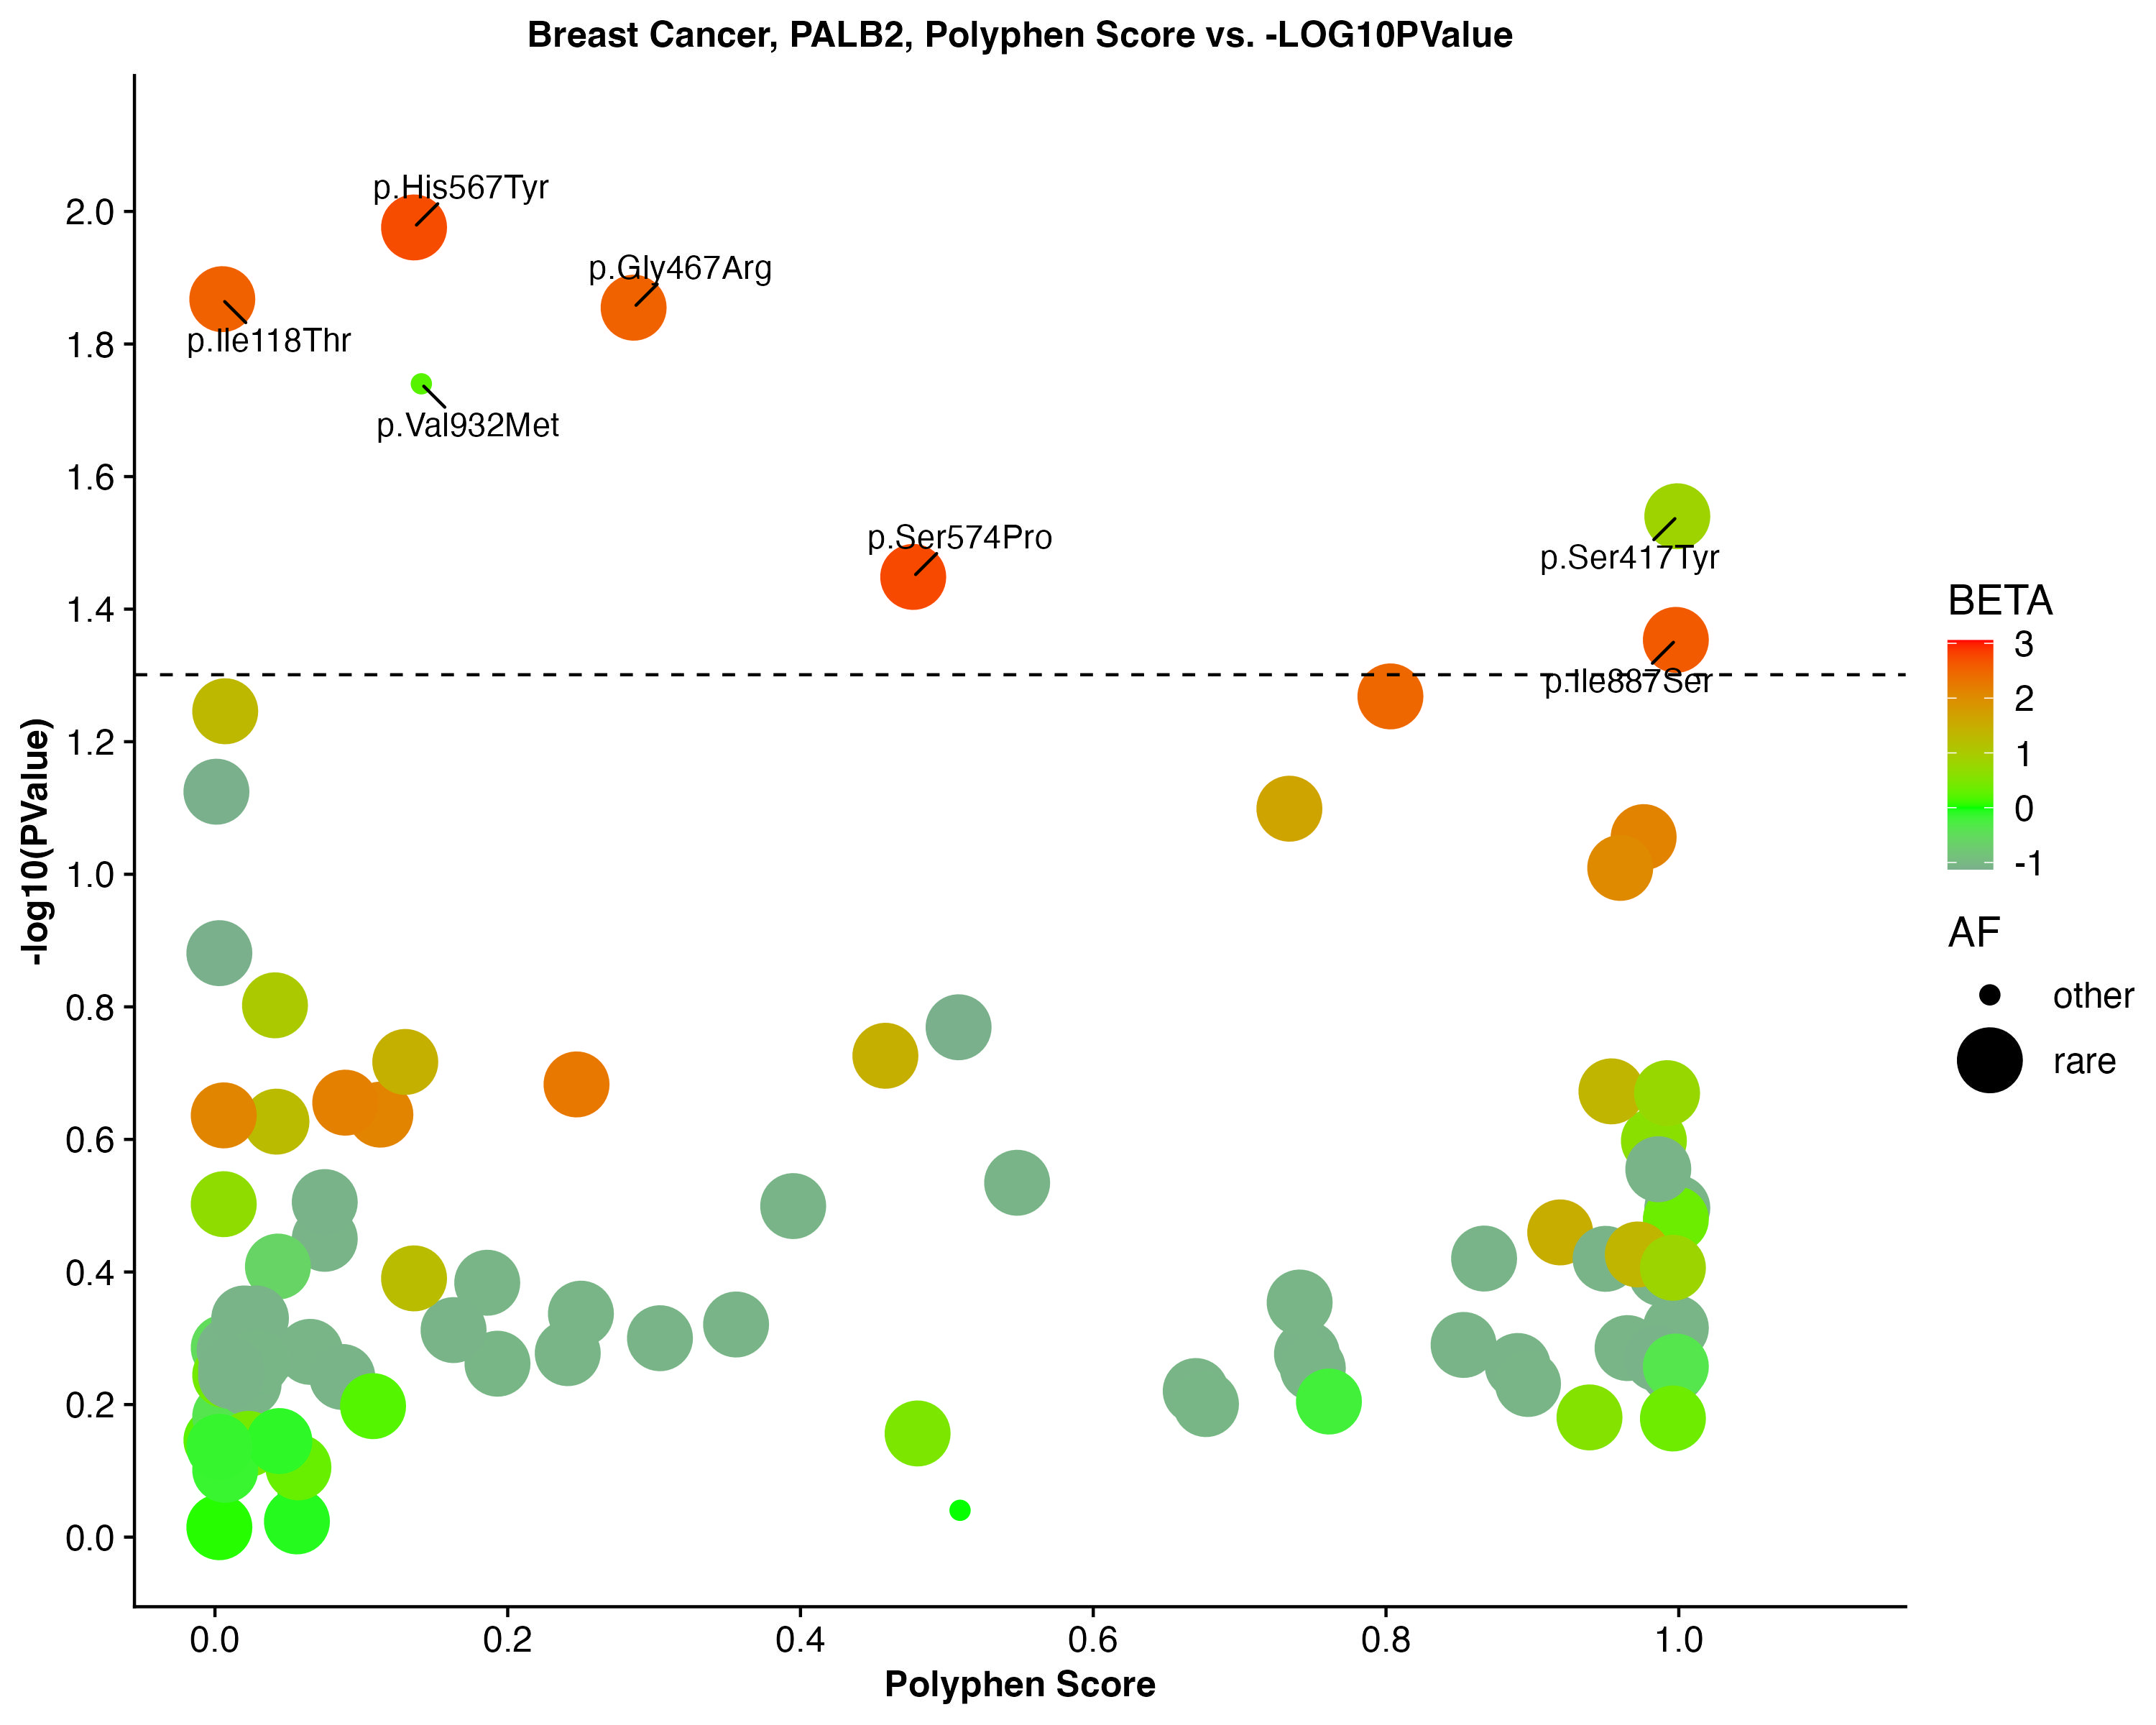 Breast Cancer, PALB2, Polyphen Score vs. -LOG10PValue
-log10(PValue)
2.0
1.8
1.6
1.4
1.2
1.0
0.8
0.6
0.4
0.2
0.0
p.His567Tyr
p.Gly467Arg
p.Ile118Thr
p.Val932Met
p.Ser574Pro
p.Ser417Tyr
p.Ile887Ser
0.0 0.2 0.4 0.6 0.8 1.0
Polyphen Score
BETA
3
2
1
0
-1
AF
other
rare